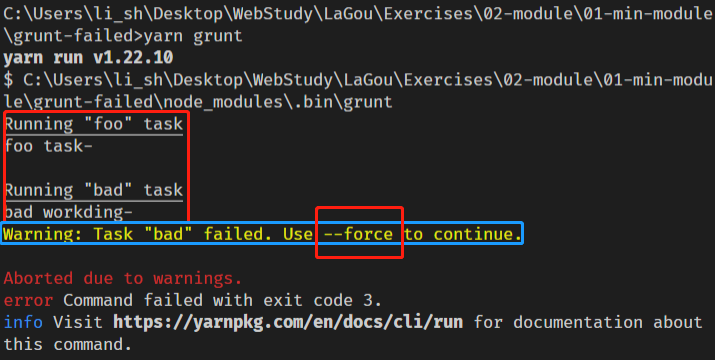 C:\Users\li_sh\Desktop\WebStudy\LaGou\Exercises\02-module\01-min-module
\grunt-failed>yarn grunt
yarn run v1.22.10
$ C:\Users\li_sh\Desktop\WebStudy\LaGou\Exercises\02-module\01-min-modu
le\grunt-failed\node_modules\.bin\grunt
Running "foo" task
foo task-
Running "bad" task
bad workding-
Warning: Task "bad" failed. Use --force to continue.
Aborted due to warnings.
error Command failed with exit code 3.
info Visit https://yarnpkg.com/en/docs/cli/run for documentation about
this command.